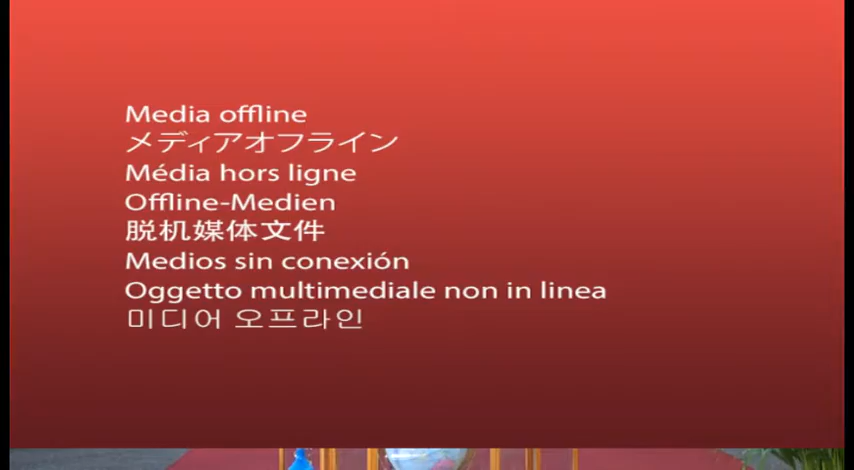 Media offline
メディアオフライン
Média hors ligne
Offline-Medien
脱机媒体文件
Medios sin conexión
Oggetto multimediale non in linea
미디어 오프라인